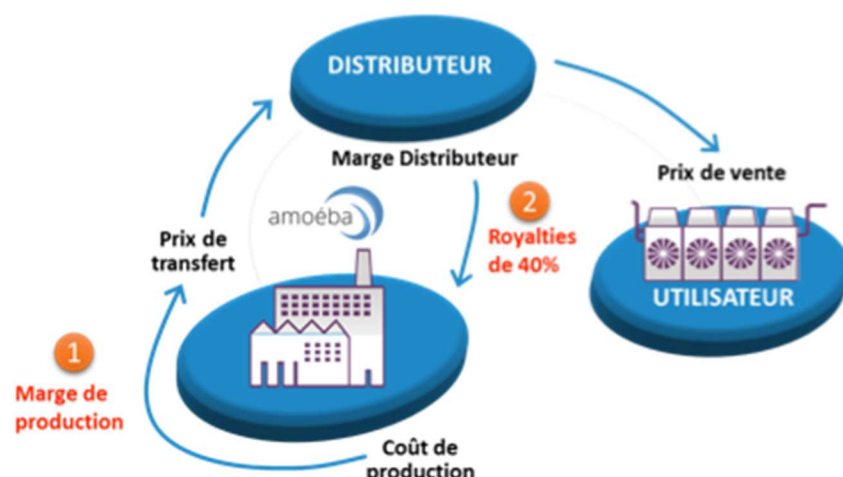 DISTRIBUTEUR
Marge Distributeur
Prix de vente
amoéba
2
Royalties
de 40%
Prix de
transfert
UTILISATEUR
1
Marge de
production
Coût de
production